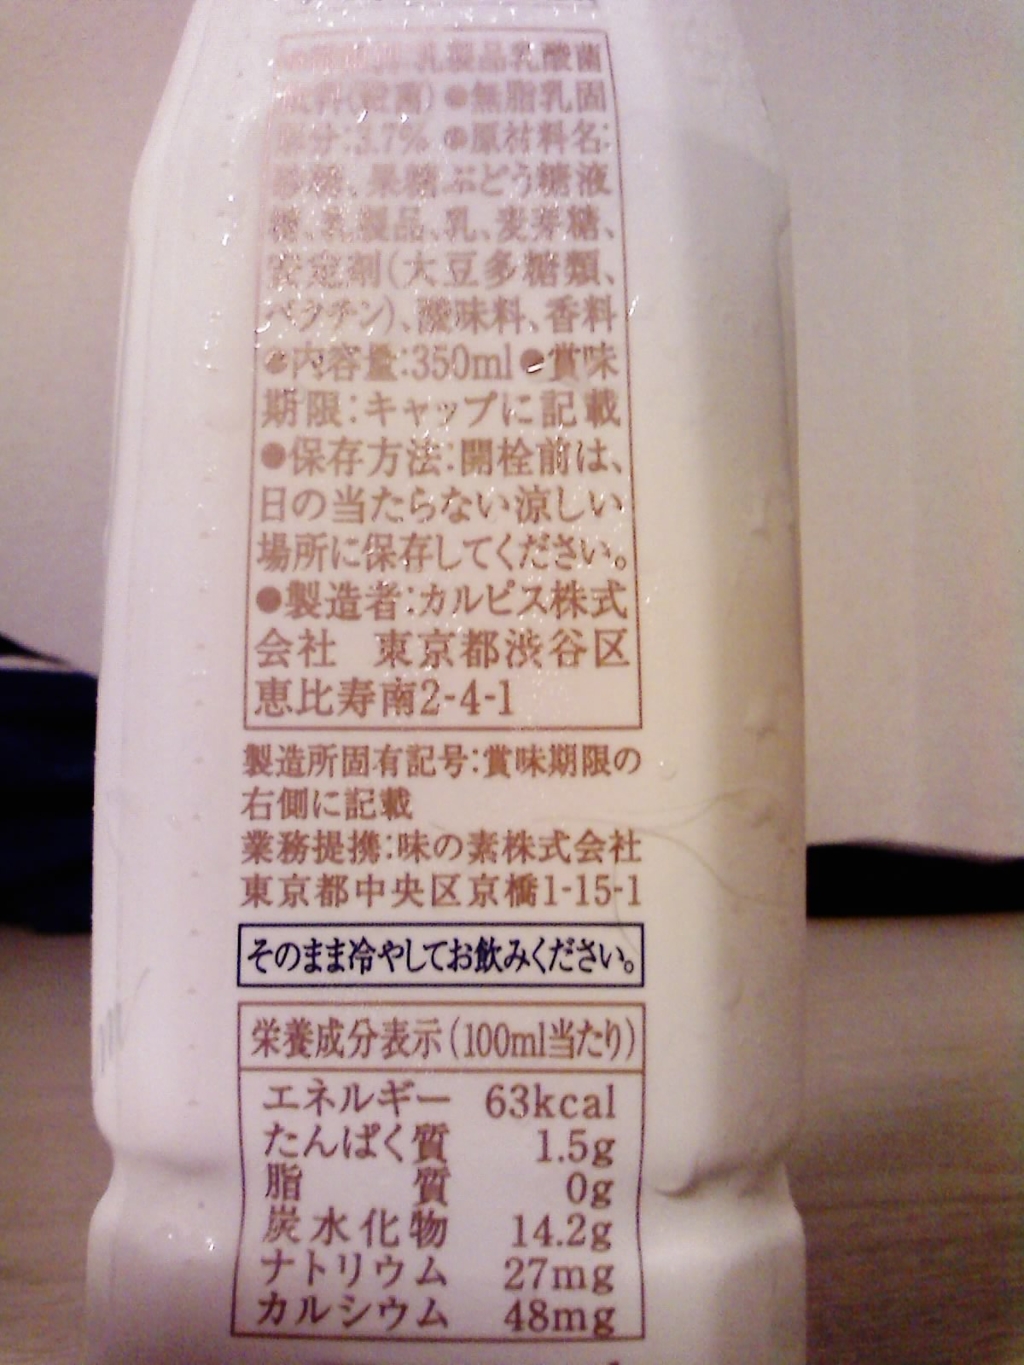 乳製品乳酸菌
飲料(殺菌) ●無脂乳固
形分:3.7% ●原材料名:
砂糖、果糖ぶどう糖液
糖、乳製品、乳、麦芽糖、
安定剤(大豆多糖類、
ペクチン)、酸味料、香料
●内容量:350ml●賞味
期限:キャップに記載
●保存方法:開栓前は、
日の当たらない涼しい
場所に保存してください。
●製造者:カルピス株式
会社 東京都渋谷区
恵比寿南2-4-1
製造所固有記号:賞味期限の
右側に記載
業務提携:味の素株式会社
東京都中央区京橋1-15-1
そのまま冷やしてお飲みください。
栄養成分表示(100ml当たり)
エネルギー 63kcal
たんぱく質 1.5g
脂質 0g
炭水化物 14.2g
ナトリウム 27mg
カルシウム 48mg